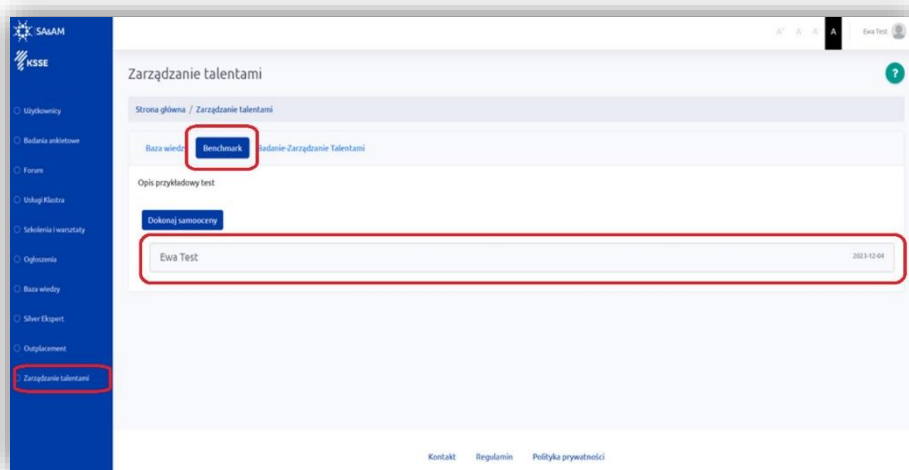 SA&AM
A+ A A A Ewa Test
KSSE
Zarządzanie talentami
?
Strona główna / Zarządzanie talentami
Użytkownicy
Badania ankietowe
Forum
Usługi Klastra
Szkolenia i warsztaty
Ogłoszenia
Baza wiedzy
Silver Ekspert
Outplacement
Zarządzanie talentami
Baza wiedzy Benchmark Badanie-Zarządzanie Talentami
Opis przykładowy test
Dokonaj samooceny
Ewa Test 2023-12-04
Kontakt Regulamin Polityka prywatności